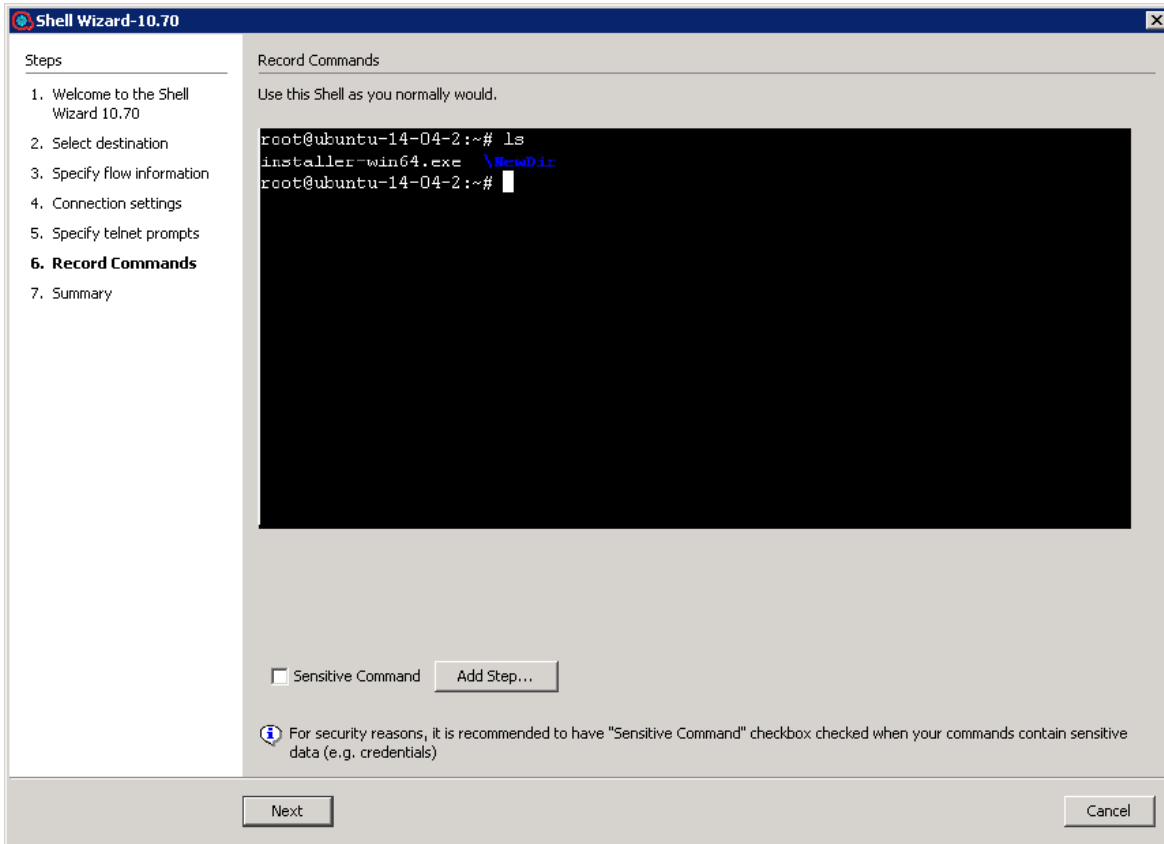 Shell Wizard-10.70
Steps
1. Welcome to the Shell
Wizard 10.70
2. Select destination
3. Specify flow information
4. Connection settings
5. Specify telnet prompts
6. Record Commands
7. Summary
Record Commands
Use this Shell as you normally would.
root@ubuntu-14-04-2:~# ls
installer-win64.exe \NewDir
root@ubuntu-14-04-2:~#
Sensitive Command
Add Step...
For security reasons, it is recommended to have "Sensitive Command" checkbox checked when your commands contain sensitive
data (e.g. credentials)
Next
Cancel